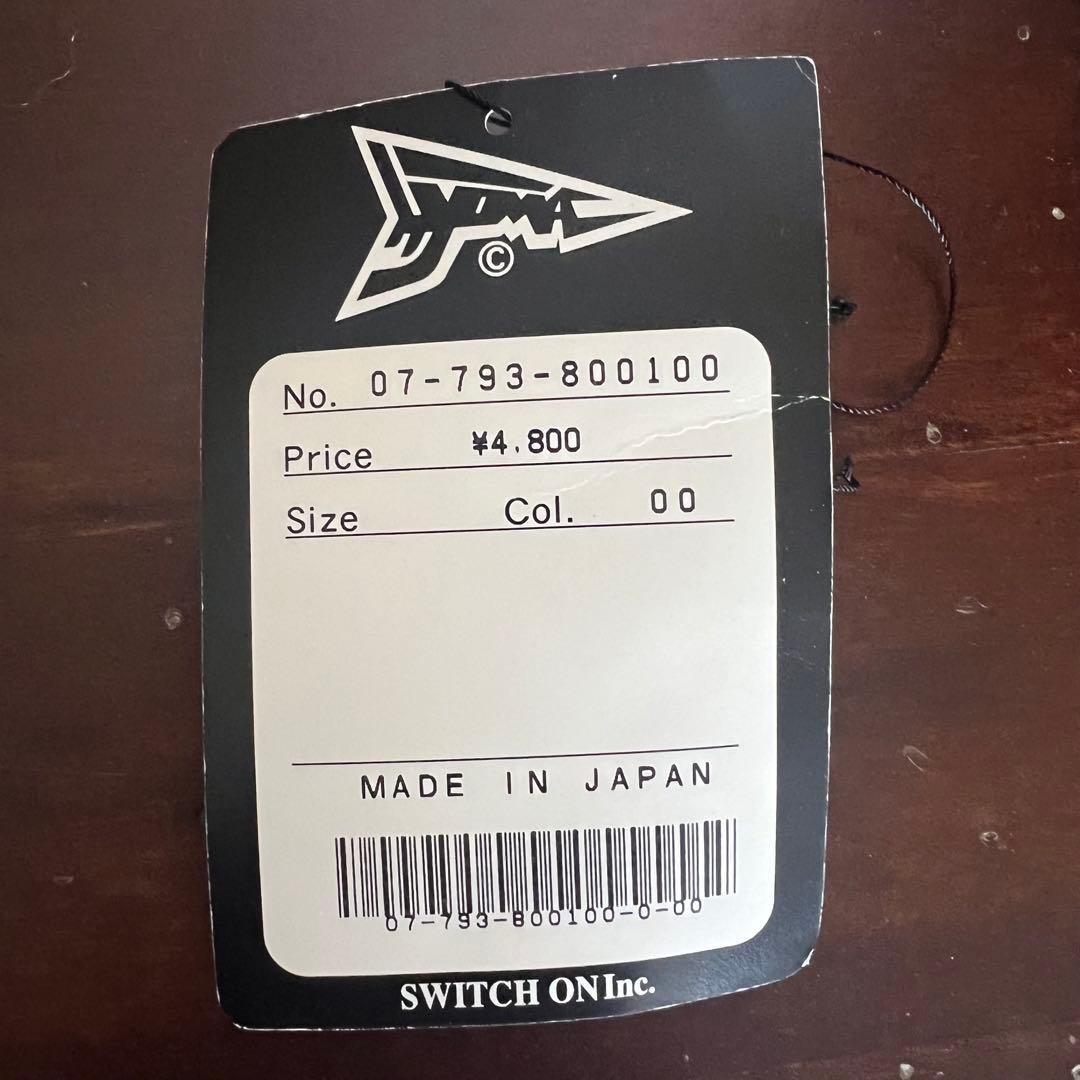 ©
No. 07-793-800100
Price ¥4,800
Size Col. 00
MADE IN JAPAN
07-793-800100-0-00
SWITCH ON Inc.